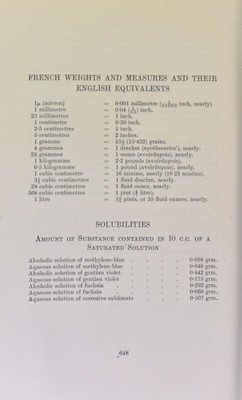 FRENCH WEIGHTS AND MEASURES AND THEIR
ENGLISH EQUIVALENTS
1μ (micron) = 0·001 millimetre (1/25000 inch, nearly)
1 millimetre = 0·04 (1/25) inch.
25 millimetres = 1 inch.
1 centimetre = 0·39 inch.
2·5 centimetres = 1 inch.
5 centimetres = 2 inches.
1 gramme = 15½ (15·432) grains.
4 grammes = 1 drachm (apothecaries'), nearly.
28 grammes = 1 ounce (avoirdupois), nearly.
1 kilogramme = 2·2 pounds (avoirdupois).
0·5 kilogramme = 1 pound (avoirdupois), nearly.
1 cubic centimetre = 16 minims, nearly (16·23 minims).
3½ cubic centimetres = 1 fluid drachm, nearly.
28 cubic centimetres = 1 fluid ounce, nearly.
568 cubic centimetres = 1 pint
1 litre = 1¾ pints, or 35 fluid ounces, nearly.
SOLUBILITIES
AMOUNT OF SUBSTANCE CONTAINED IN 10 C.C. OF A
SATURATED SOLUTION
Alcoholic solution of methylene-blue . . . . 0·068 grm.
Aqueous solution of methylene-blue . . . . 0·646 grm.
Alcoholic solution of gentian violet . . . . 0·442 grm.
Aqueous solution of gentian violet . . . . 0·175 grm.
Alcoholic solution of fuchsin . . . . 0·292 grm.
Aqueous solution of fuchsin . . . . 0·066 grm.
Aqueous solution of corrosive sublimate . . . . 0·507 grm.
648